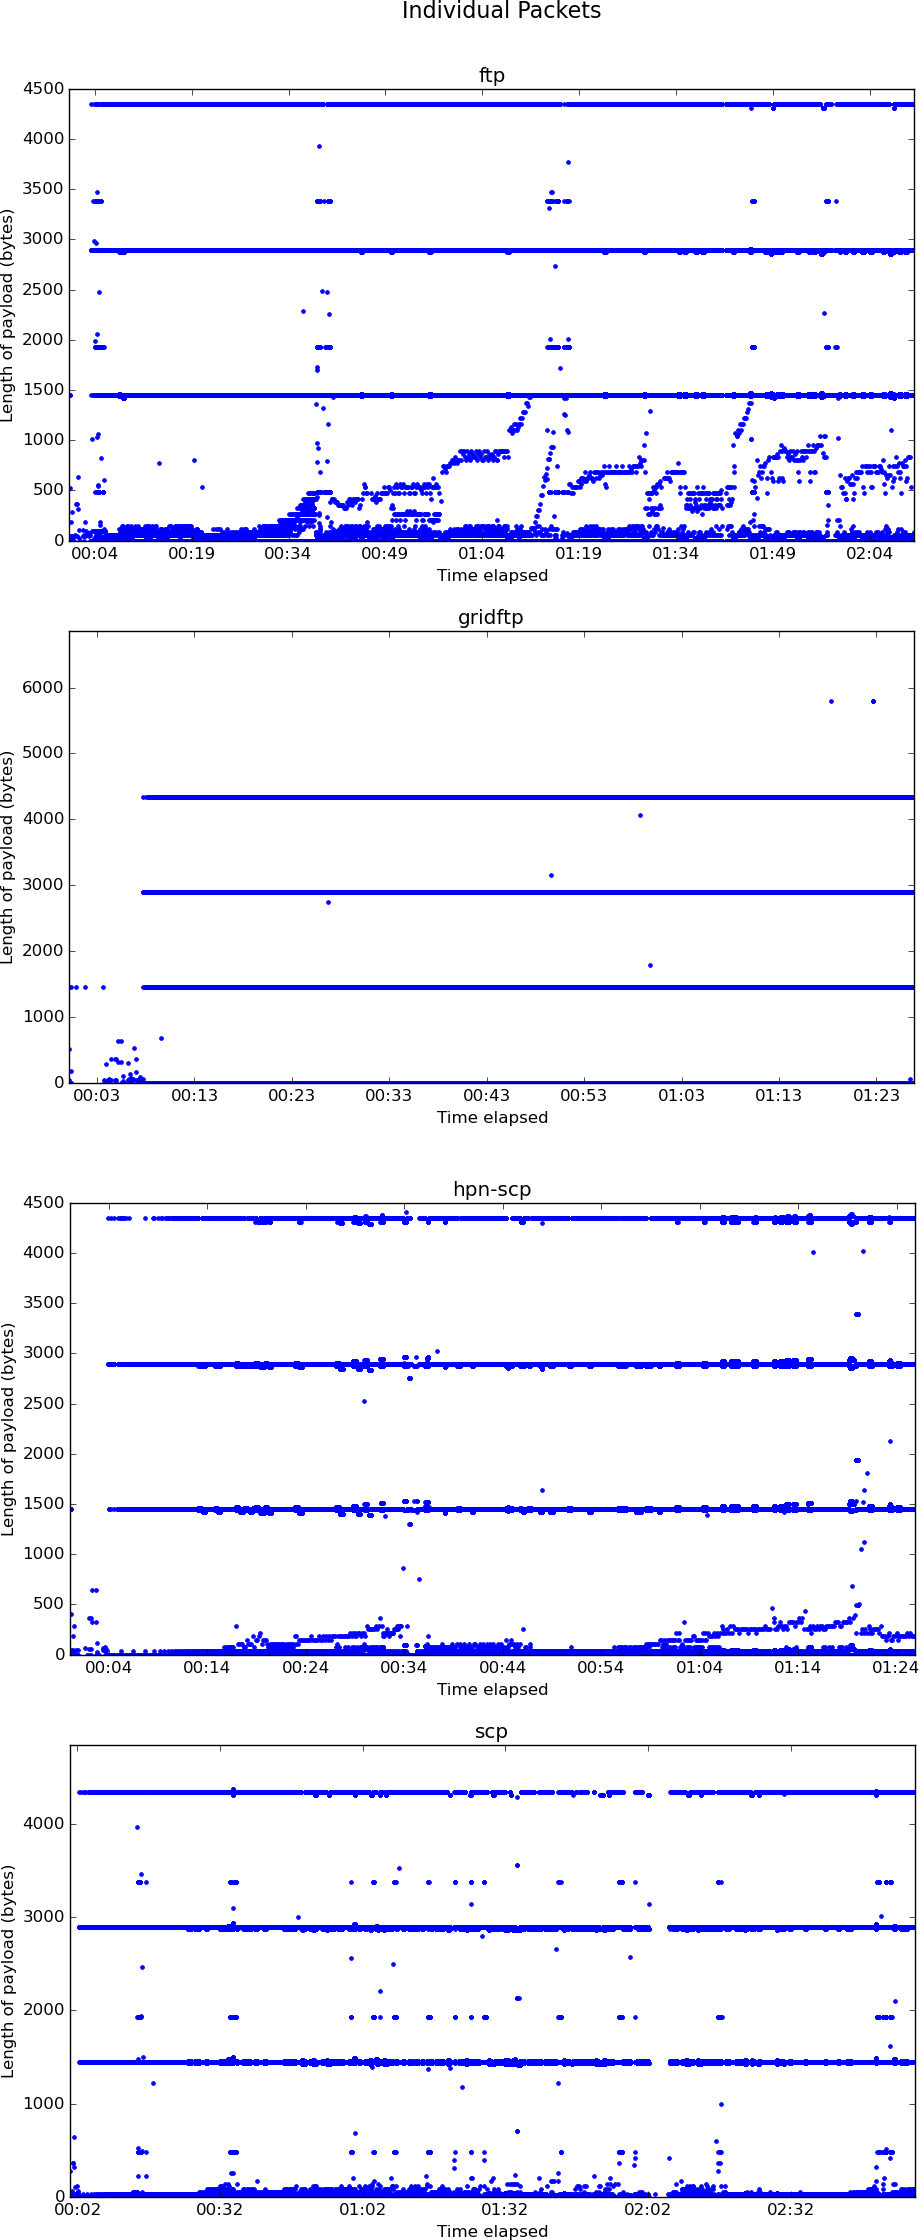 Individual Packets
ftp
Length of payload (bytes)
4500
4000
3500
3000
2500
2000
1500
1000
500
0
00:04 00:19 00:34 00:49 01:04 01:19 01:34 01:49 02:04
Time elapsed
gridftp
Length of payload (bytes)
6000
5000
4000
3000
2000
1000
0
00:03 00:13 00:23 00:33 00:43 00:53 01:03 01:13 01:23
Time elapsed
hpn-scp
Length of payload (bytes)
4500
4000
3500
3000
2500
2000
1500
1000
500
0
00:04 00:14 00:24 00:34 00:44 00:54 01:04 01:14 01:24
Time elapsed
scp
Length of payload (bytes)
4000
3000
2000
1000
0
00:02 00:32 01:02 01:32 02:02 02:32
Time elapsed